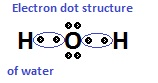 Electron dot structure
H O H
of water